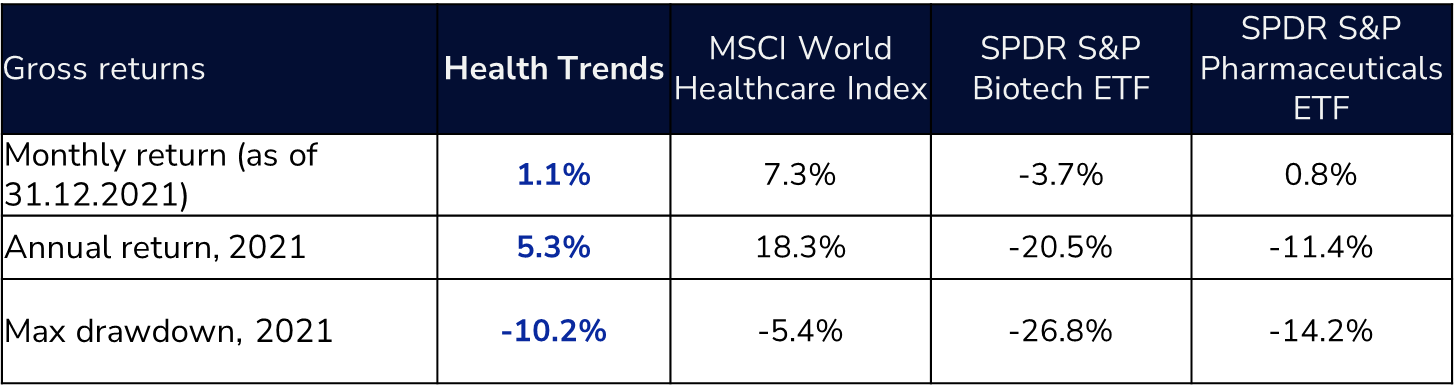 Gross returns
Health Trends
MSCI World
Healthcare Index
SPDR S&P
Biotech ETF
SPDR S&P
Pharmaceuticals
ETF
Monthly return (as of
31.12.2021)
1.1%
7.3%
-3.7%
0.8%
Annual return, 2021
5.3%
18.3%
-20.5%
-11.4%
Max drawdown, 2021
-10.2%
-5.4%
-26.8%
-14.2%